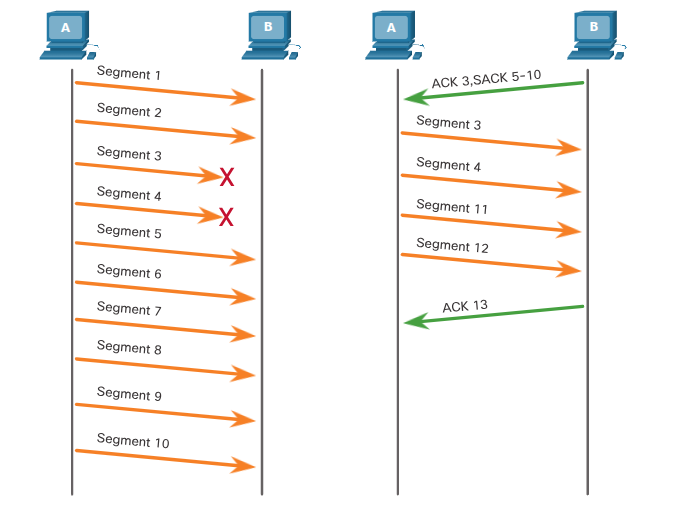 A
B
Segment 1
Segment 2
Segment 3
X
Segment 4
X
Segment 5
Segment 6
Segment 7
Segment 8
Segment 9
Segment 10
A
B
ACK 3,SACK 5-10
Segment 3
Segment 4
Segment 11
Segment 12
ACK 13